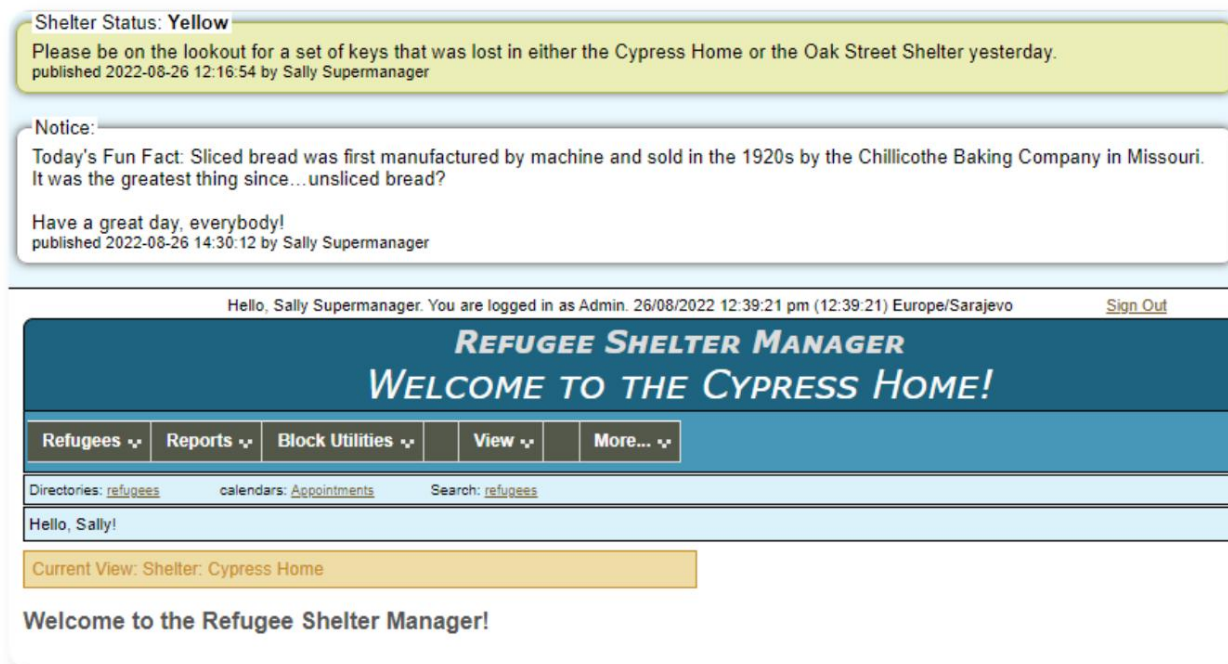 Shelter Status: Yellow
Please be on the lookout for a set of keys that was lost in either the Cypress Home or the Oak Street Shelter yesterday.
published 2022-08-26 12:16:54 by Sally Supermanager
Notice:
Today's Fun Fact: Sliced bread was first manufactured by machine and sold in the 1920s by the Chillicothe Baking Company in Missouri.
It was the greatest thing since…unsliced bread?
Have a great day, everybody!
published 2022-08-26 14:30:12 by Sally Supermanager
Hello, Sally Supermanager. You are logged in as Admin. 26/08/2022 12:39:21 pm (12:39:21) Europe/Sarajevo Sign Out
REFUGEE SHELTER MANAGER
WELCOME TO THE CYPRESS HOME!
Refugees Reports Block Utilities View More...
Directories: refugees calendars: Appointments Search: refugees
Hello, Sally!
Current View: Shelter: Cypress Home
Welcome to the Refugee Shelter Manager!